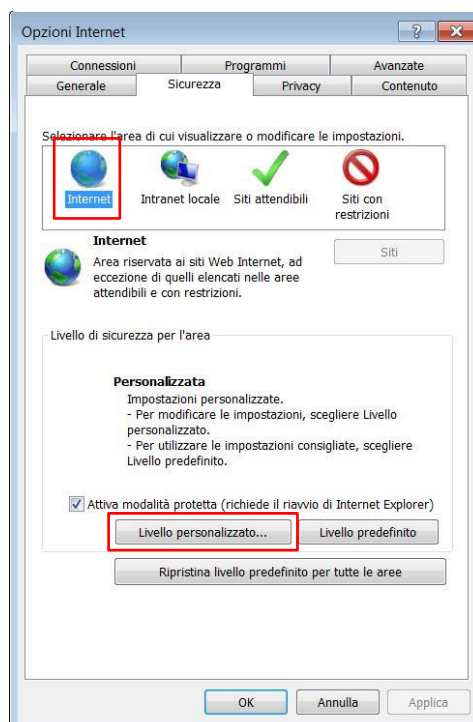 Opzioni Internet
Connessioni Programmi Avanzate
Generale Sicurezza Privacy Contenuto
Selezionare l'area di cui visualizzare o modificare le impostazioni.
Internet Intranet locale Siti attendibili Siti con
restrizioni
Internet
Siti
Area riservata ai siti Web Internet, ad
eccezione di quelli elencati nelle aree
attendibili e con restrizioni.
Livello di sicurezza per l'area
Personalizzata
Impostazioni personalizzate.
- Per modificare le impostazioni, scegliere Livello
personalizzato.
- Per utilizzare le impostazioni consigliate, scegliere
Livello predefinito.
Attiva modalità protetta (richiede il riavvio di Internet Explorer)
Livello personalizzato... Livello predefinito
Ripristina livello predefinito per tutte le aree
OK Annulla Applica